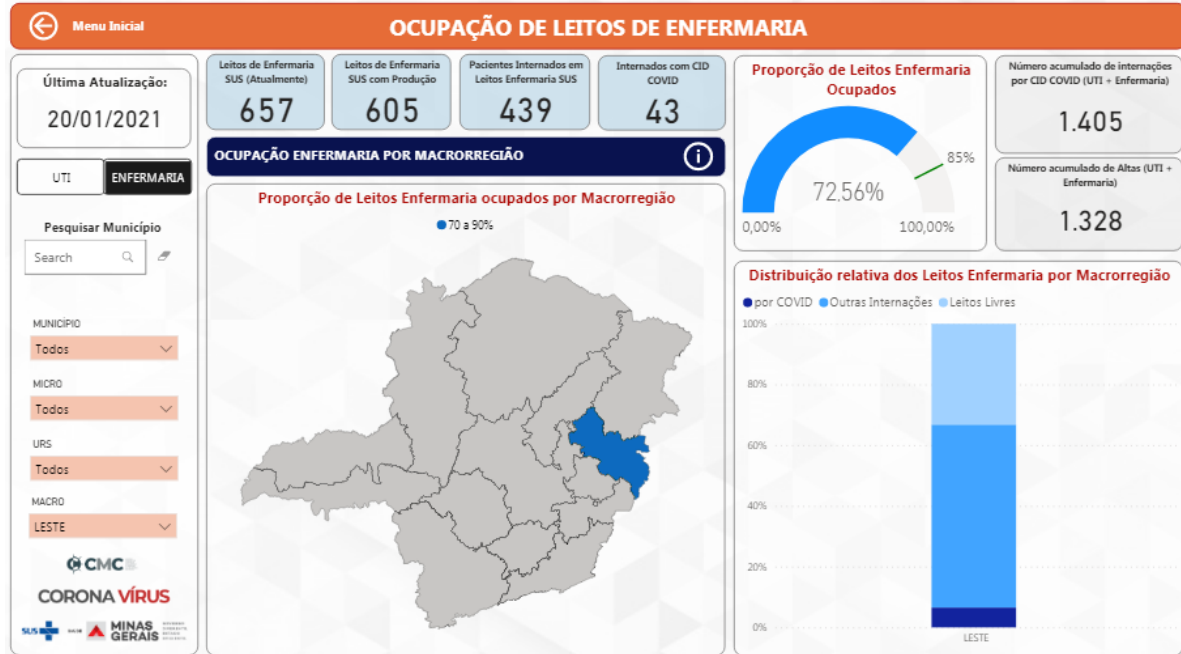 Menu Inicial
OCUPAÇÃO DE LEITOS DE ENFERMARIA
Última Atualização:
20/01/2021
UTI
ENFERMARIA
Pesquisar Município
Search
MUNICÍPIO
Todos
MICRO
Todos
URS
Todos
MACRO
LESTE
CMC
CORONA VÍRUS
SUS
MINAS
GERAIS
Leitos de Enfermaria
SUS (Atualmente)
657
Leitos de Enfermaria
SUS com Produção
605
Pacientes Internados em
Leitos Enfermaria SUS
439
Internados com CID
COVID
43
OCUPAÇÃO ENFERMARIA POR MACRORREGIÃO
Proporção de Leitos Enfermaria ocupados por Macrorregião
70 a 90%
Proporção de Leitos Enfermaria
Ocupados
85%
72,56%
0,00%
100,00%
Número acumulado de internações
por CID COVID (UTI + Enfermaria)
1.405
Número acumulado de Altas (UTI +
Enfermaria)
1.328
Distribuição relativa dos Leitos Enfermaria por Macrorregião
por COVID Outras Internações Leitos Livres
100%
80%
60%
40%
20%
0%
LESTE